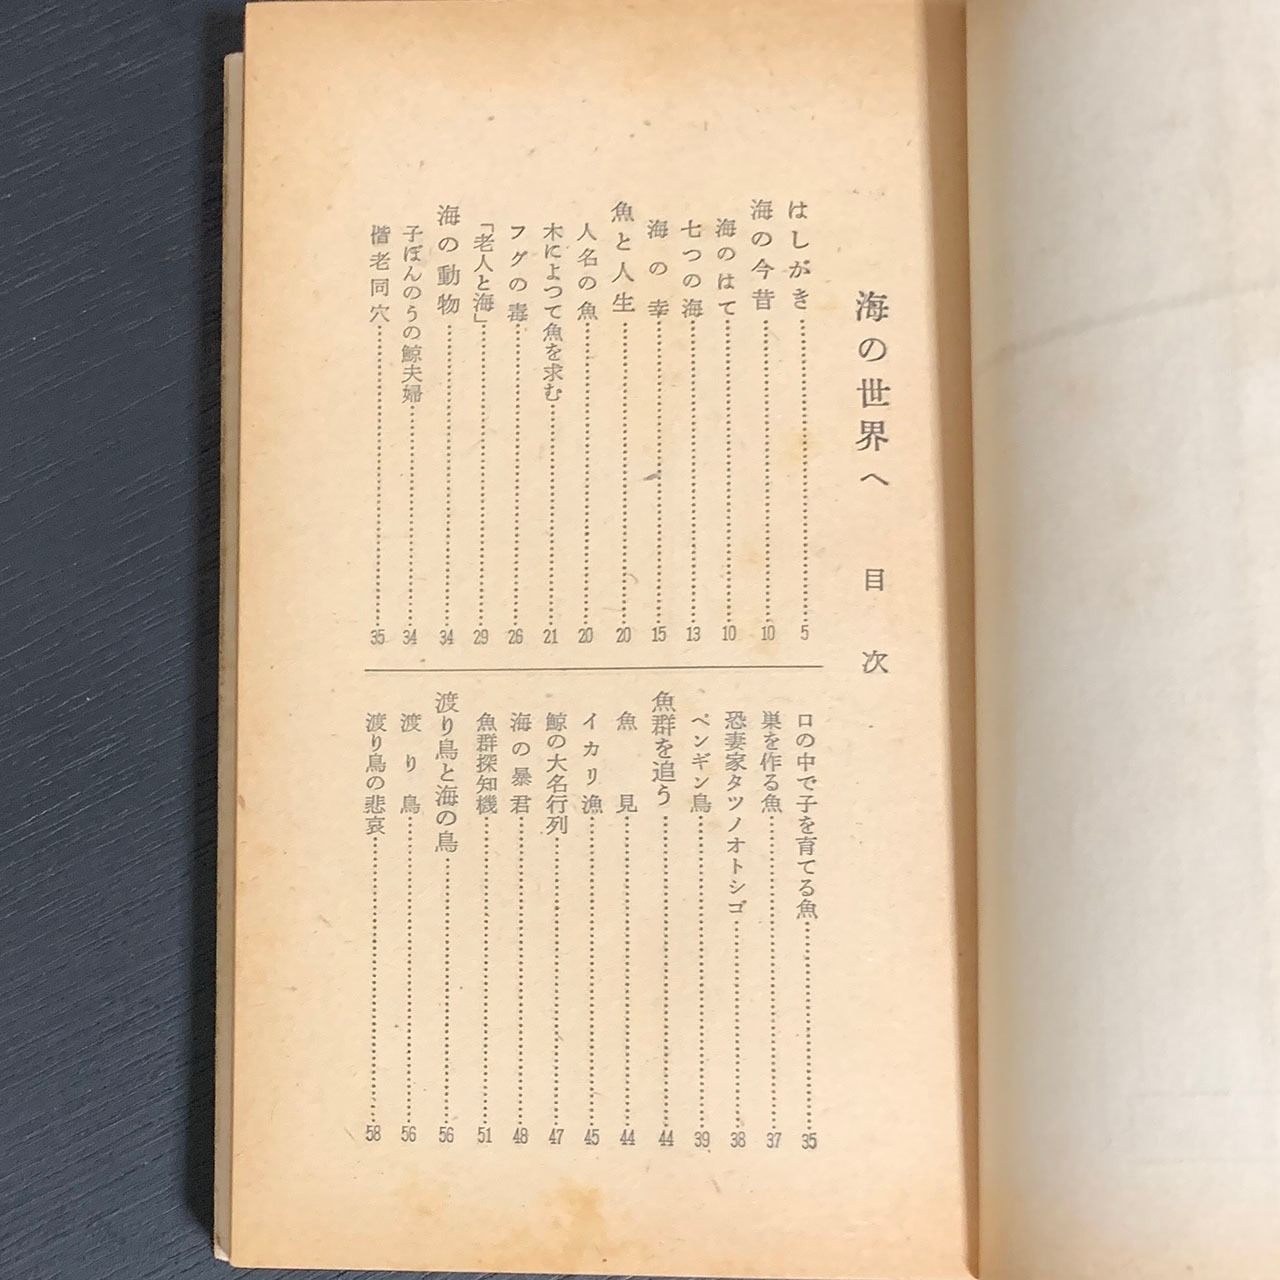 海の世界へ 目次
はしがき…………5
海の今昔…………10
海のはて…………10
七つの海…………13
海の幸…………15
魚と人生…………20
人名の魚…………20
木によつて魚を求む…………21
フグの毒…………26
「老人と海」…………29
海の動物…………34
子ぼんのうの鯨夫婦…………34
偕老同穴…………35
口の中で子を育てる魚…………35
巣を作る魚…………37
恐妻家タツノオトシゴ…………38
ペンギン鳥…………39
魚群を追う…………44
魚見…………44
イカリ漁…………45
鯨の大名行列…………47
海の暴君…………48
魚群探知機…………51
渡り鳥と海の鳥…………56
渡り鳥…………56
渡り鳥の悲哀…………58